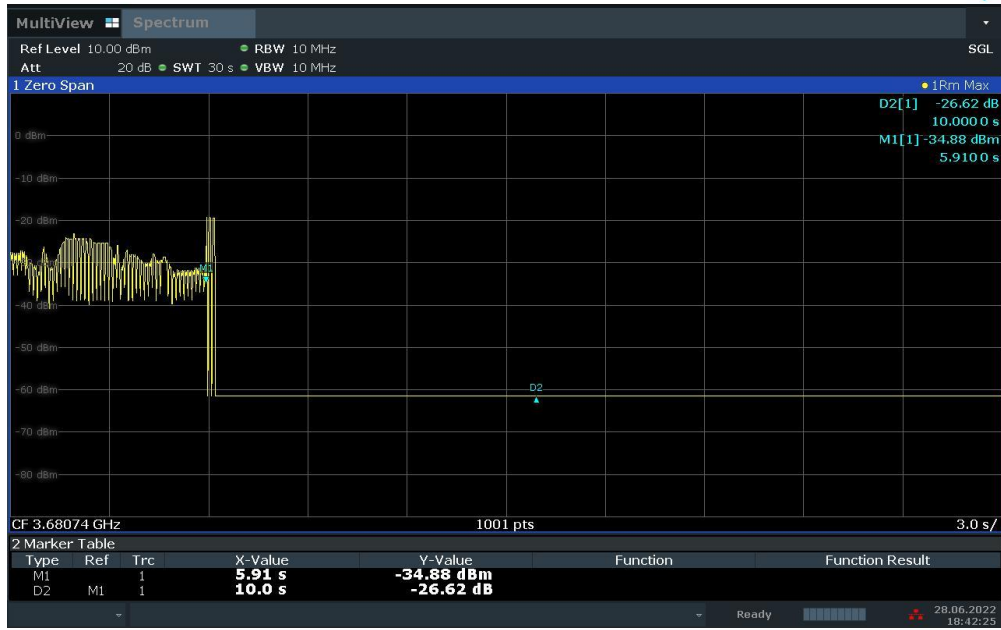 MultiView Spectrum
Ref Level 10.00 dBm RBW 10 MHz SGL
Att 20 dB SWT 30 s VBW 10 MHz
1 Zero Span 1Rm Max
D2[1] -26.62 dB
10.000 0 s
0 dBm
M1[1] -34.88 dBm
5.910 0 s
-10 dBm
-20 dBm
M1
-40 dBm
-50 dBm
-60 dBm
D2
-70 dBm
-80 dBm
CF 3.68074 GHz 1001 pts 3.0 s/
2 Marker Table
Type Ref Trc X-Value Y-Value Function Function Result
M1 1 5.91 s -34.88 dBm
D2 M1 1 10.0 s -26.62 dB
Ready 28.06.2022
18:42:25